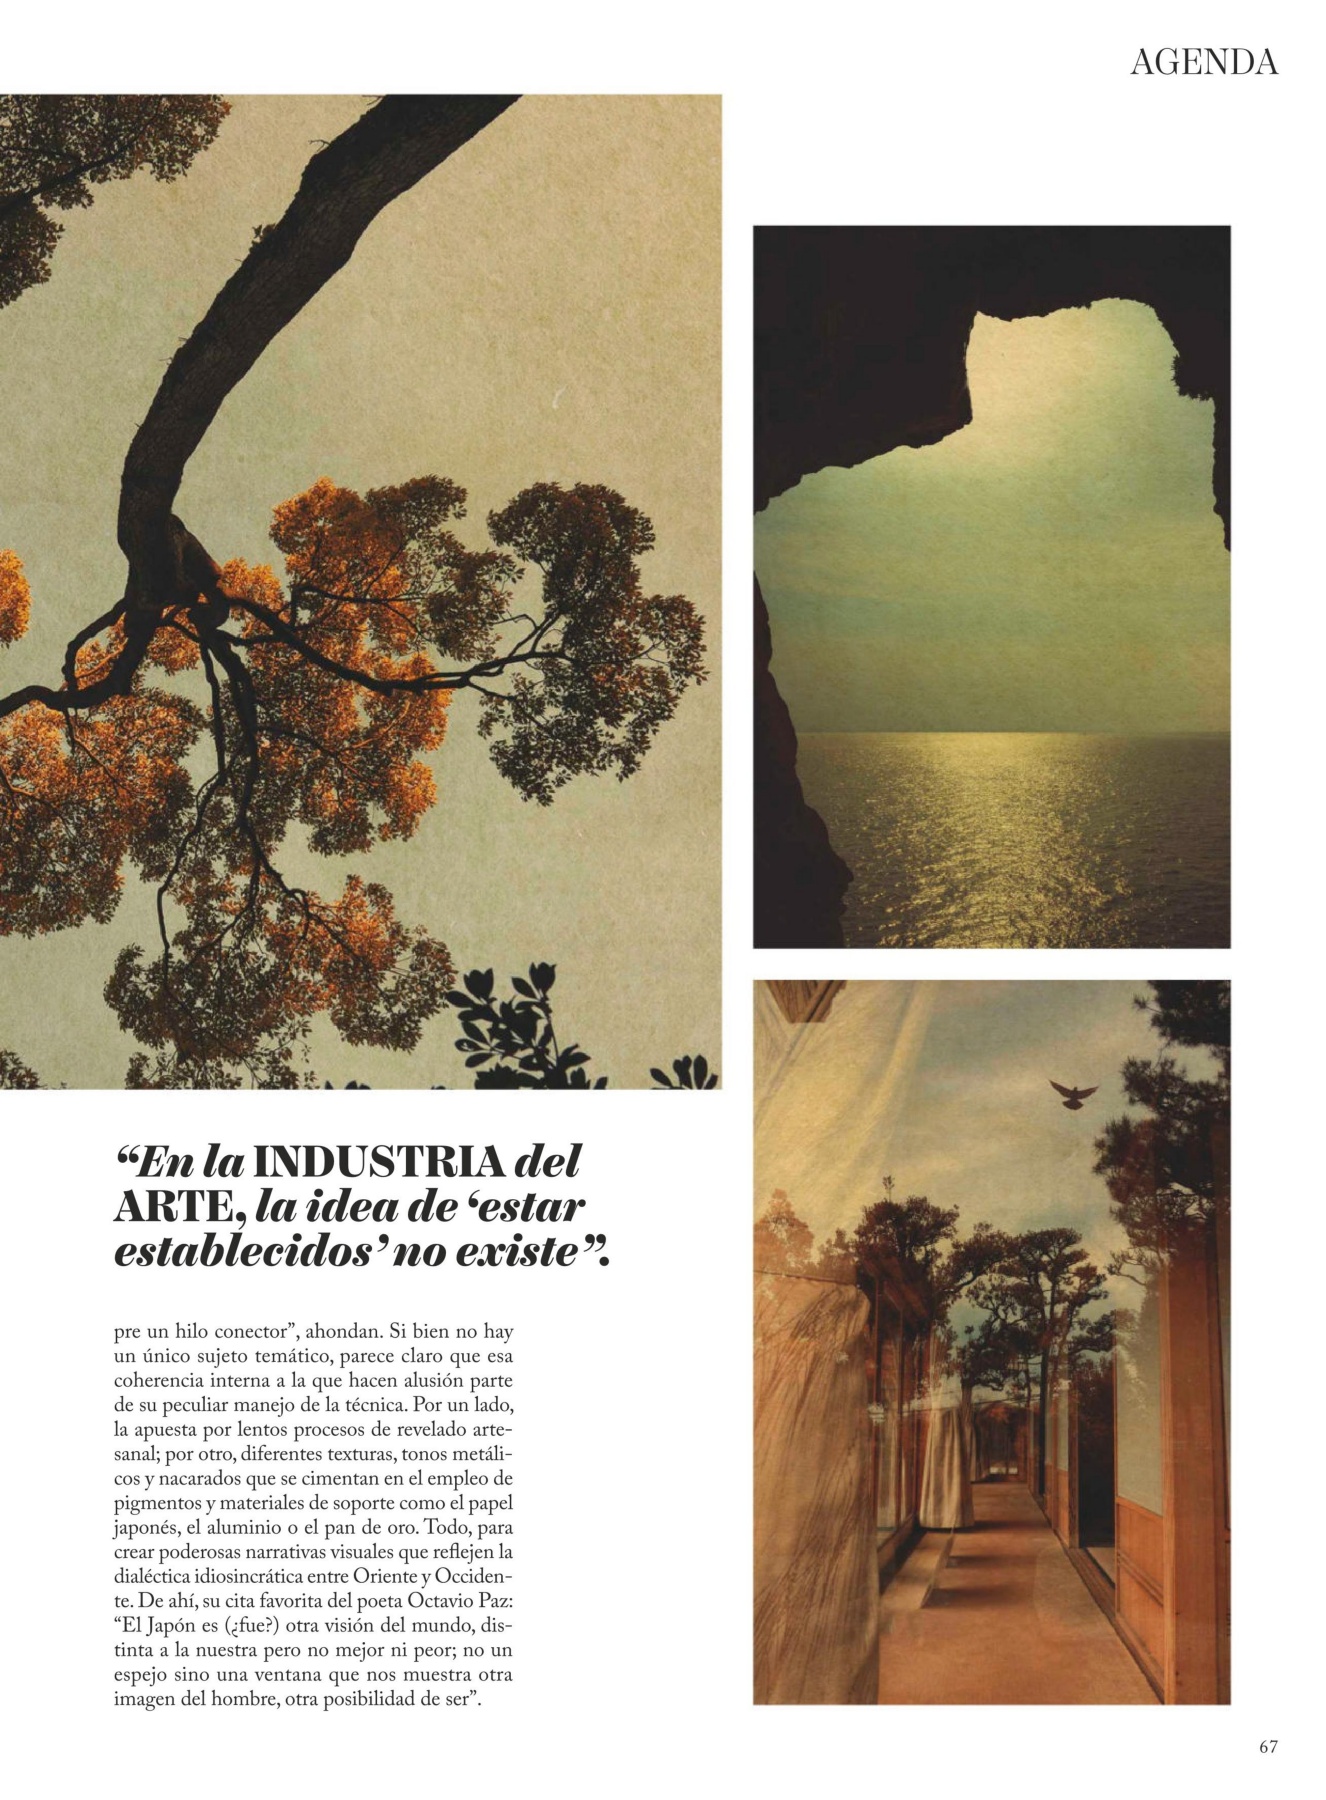 AGENDA
“En la INDUSTRIA del
ARTE, la idea de ‘estar
establecidos’ no existe”.
pre un hilo conector”, ahondan. Si bien no hay
un único sujeto temático, parece claro que esa
coherencia interna a la que hacen alusión parte
de su peculiar manejo de la técnica. Por un lado,
la apuesta por lentos procesos de revelado arte-
sanal; por otro, diferentes texturas, tonos metáli-
cos y nacarados que se cimentan en el empleo de
pigmentos y materiales de soporte como el papel
japonés, el aluminio o el pan de oro. Todo, para
crear poderosas narrativas visuales que reflejen la
dialéctica idiosincrática entre Oriente y Occiden-
te. De ahí, su cita favorita del poeta Octavio Paz:
“El Japón es (¿fue?) otra visión del mundo, dis-
tinta a la nuestra pero no mejor ni peor; no un
espejo sino una ventana que nos muestra otra
imagen del hombre, otra posibilidad de ser”.
67